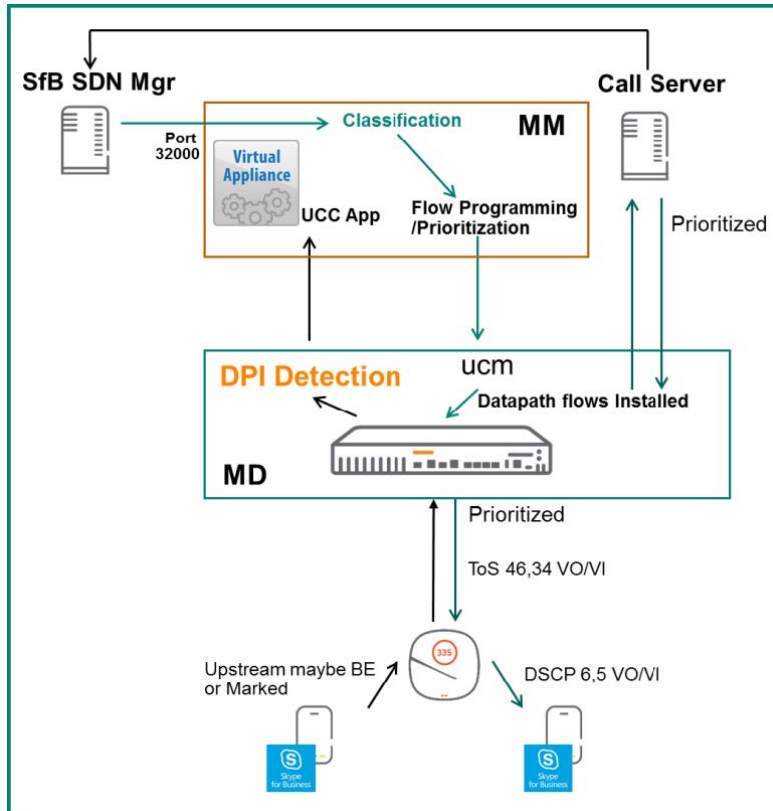 SfB SDN Mgr
Call Server
Port
32000
Classification
MM
Virtual
Appliance
UCC App
Flow Programming
/Prioritization
Prioritized
DPI Detection
ucm
Datapath flows Installed
MD
Prioritized
ToS 46,34 VO/VI
335
Upstream maybe BE
or Marked
DSCP 6,5 VO/VI
S
Skype
for Business
S
Skype
for Business